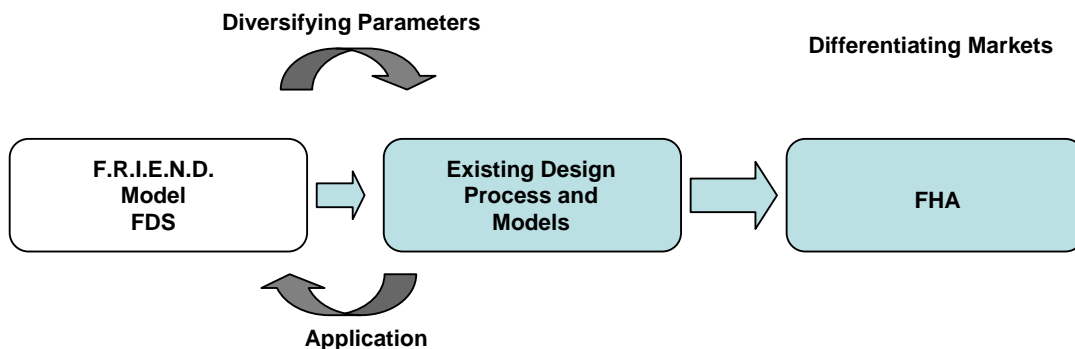 Diversifying Parameters
Differentiating Markets
F.R.I.E.N.D.
Model
FDS
Existing Design
Process and
Models
FHA
Application